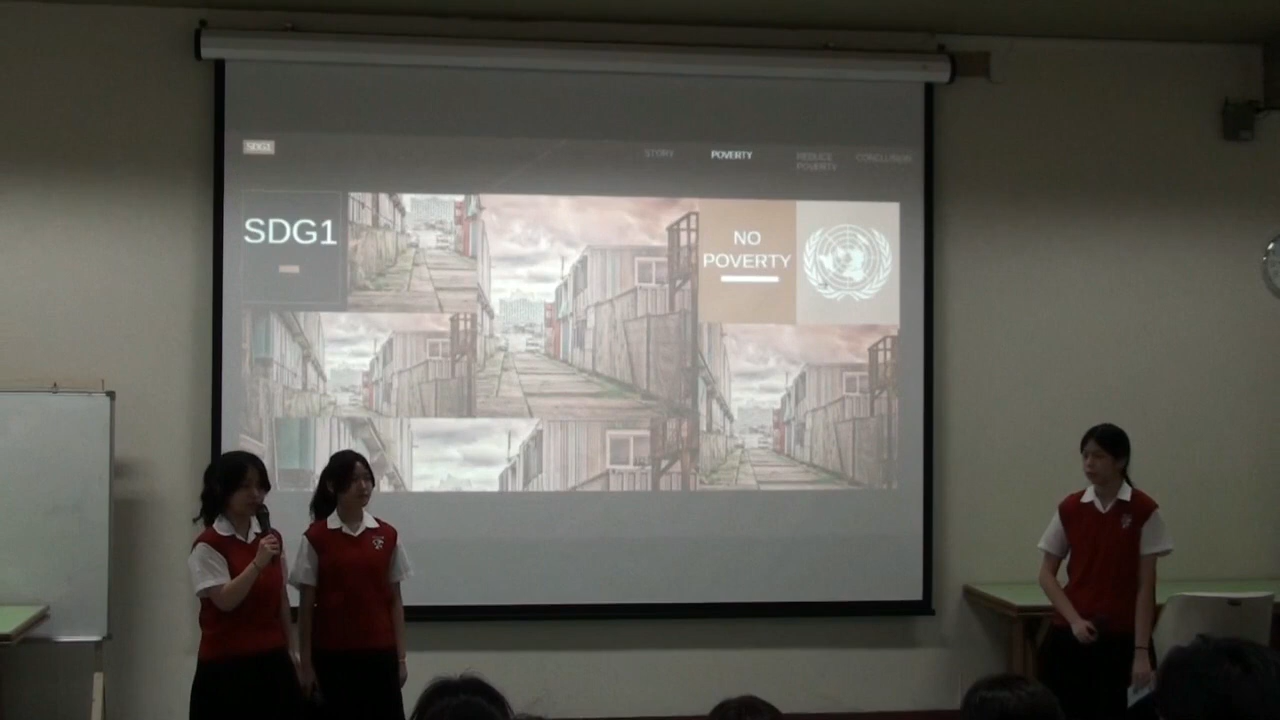 SDG1
STORY
POVERTY
REDUCE
POVERTY
CONCLUSION
SDG1
NO
POVERTY